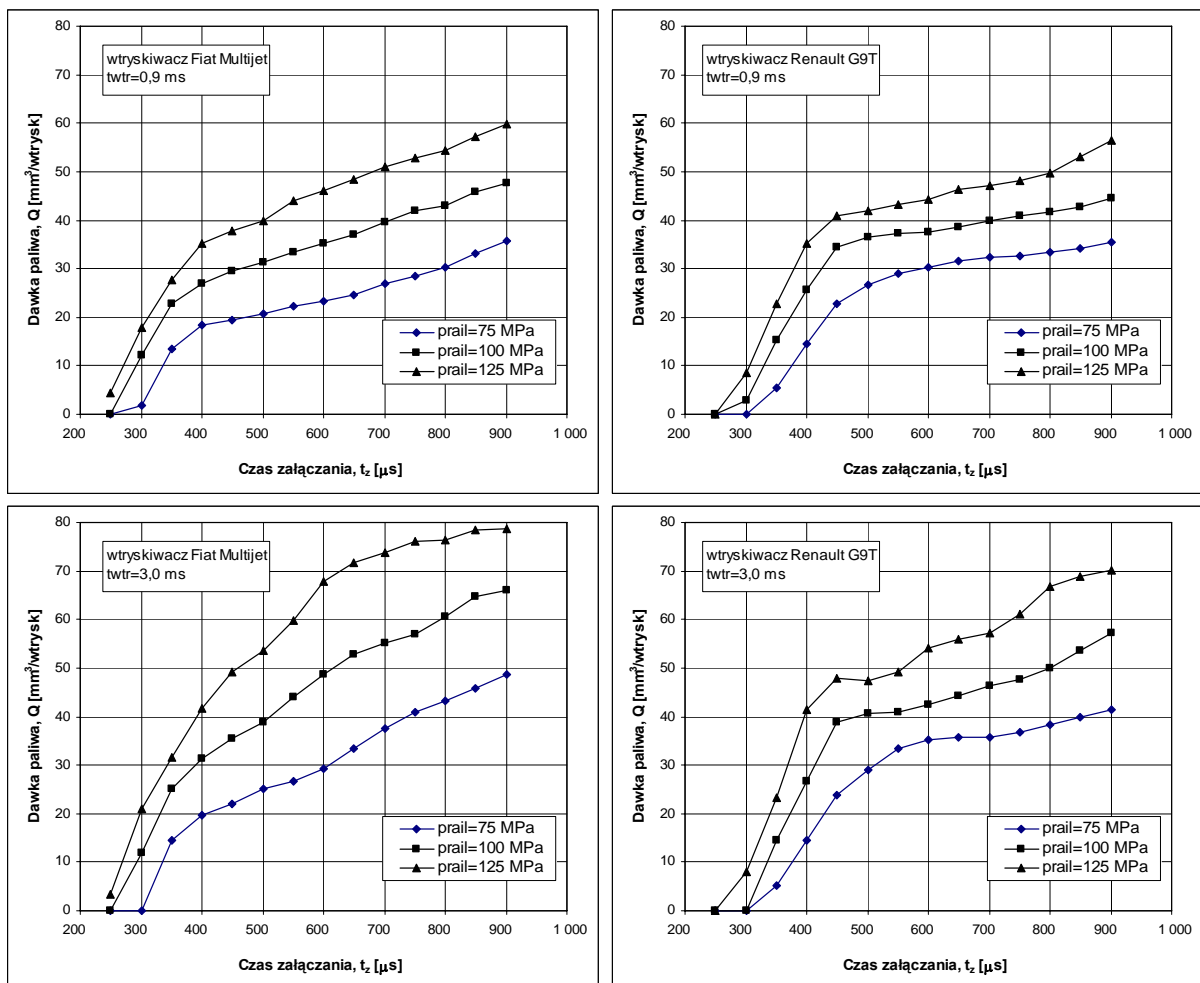 wtryskiwacz Fiat Multijet
twtr=0,9 ms
Dawka paliwa, Q [mm³/wtrysk]
80
70
60
50
40
30
20
10
0
prail=75 MPa
prail=100 MPa
prail=125 MPa
200 300 400 500 600 700 800 900 1 000
Czas załączania, t_z [μs]
wtryskiwacz Renault G9T
twtr=0,9 ms
Dawka paliwa, Q [mm³/wtrysk]
80
70
60
50
40
30
20
10
0
prail=75 MPa
prail=100 MPa
prail=125 MPa
200 300 400 500 600 700 800 900 1 000
Czas załączania, t_z [μs]
wtryskiwacz Fiat Multijet
twtr=3,0 ms
Dawka paliwa, Q [mm³/wtrysk]
80
70
60
50
40
30
20
10
0
prail=75 MPa
prail=100 MPa
prail=125 MPa
200 300 400 500 600 700 800 900 1 000
Czas załączania, t_z [μs]
wtryskiwacz Renault G9T
twtr=3,0 ms
Dawka paliwa, Q [mm³/wtrysk]
80
70
60
50
40
30
20
10
0
prail=75 MPa
prail=100 MPa
prail=125 MPa
200 300 400 500 600 700 800 900 1 000
Czas załączania, t_z [μs]